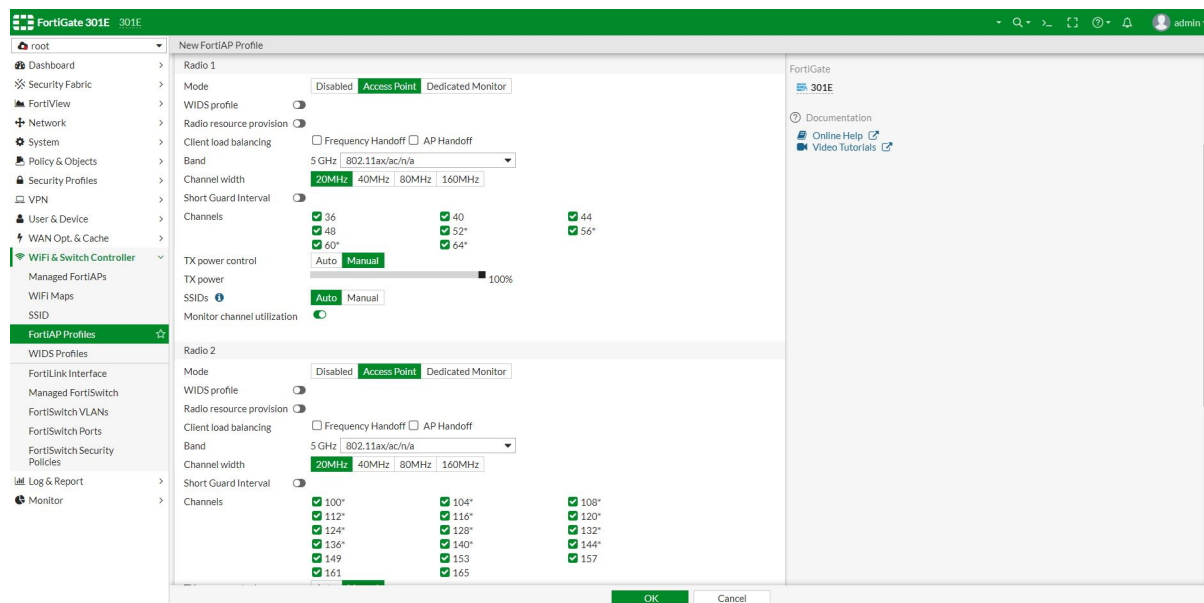 FortiGate 301E 301E
admin
root
New FortiAP Profile
Dashboard
Security Fabric
FortiView
Network
System
Policy & Objects
Security Profiles
VPN
User & Device
WAN Opt. & Cache
WiFi & Switch Controller
Managed FortiAPs
WiFi Maps
SSID
FortiAP Profiles
WIDS Profiles
FortiLink Interface
Managed FortiSwitch
FortiSwitch VLANs
FortiSwitch Ports
FortiSwitch Security
Policies
Log & Report
Monitor
Radio 1
Mode Disabled Access Point Dedicated Monitor
WIDS profile
Radio resource provision
Client load balancing Frequency Handoff AP Handoff
Band 5 GHz 802.11ax/ac/n/a
Channel width 20MHz 40MHz 80MHz 160MHz
Short Guard Interval
Channels 36 40 44
48 52* 56*
60* 64*
TX power control Auto Manual
TX power 100%
SSIDs Auto Manual
Monitor channel utilization
Radio 2
Mode Disabled Access Point Dedicated Monitor
WIDS profile
Radio resource provision
Client load balancing Frequency Handoff AP Handoff
Band 5 GHz 802.11ax/ac/n/a
Channel width 20MHz 40MHz 80MHz 160MHz
Short Guard Interval
Channels 100* 104* 108*
112* 116* 120*
124* 128* 132*
136* 140* 144*
149 153 157
161 165
OK Cancel
FortiGate
301E
Documentation
Online Help
Video Tutorials